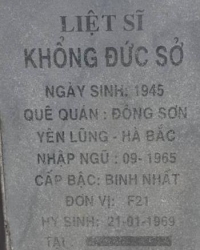 LIỆT SĨ
KHỔNG ĐỨC SỞ
NGÀY SINH: 1945
QUÊ QUÁN: ĐÔNG SƠN
YÊN LŨNG - HÀ BẮC
NHẬP NGŨ: 09-1965
CẤP BẬC: BINH NHẤT
ĐƠN VỊ: F21
HY SINH: 21-01-1969
TẠI: